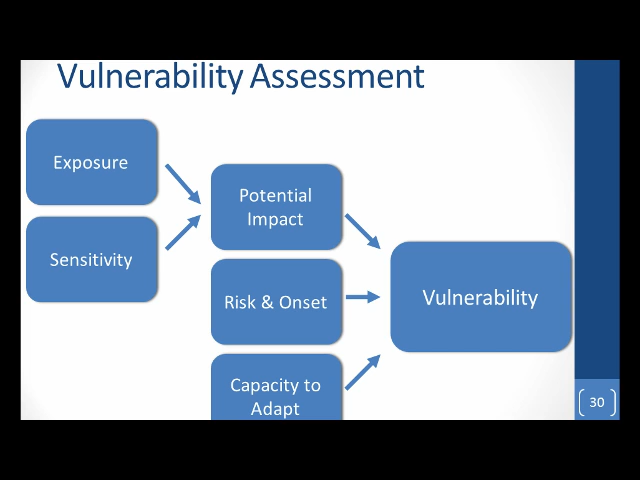 Vulnerability Assessment
Exposure
Sensitivity
Potential
Impact
Risk & Onset
Capacity to
Adapt
Vulnerability
30